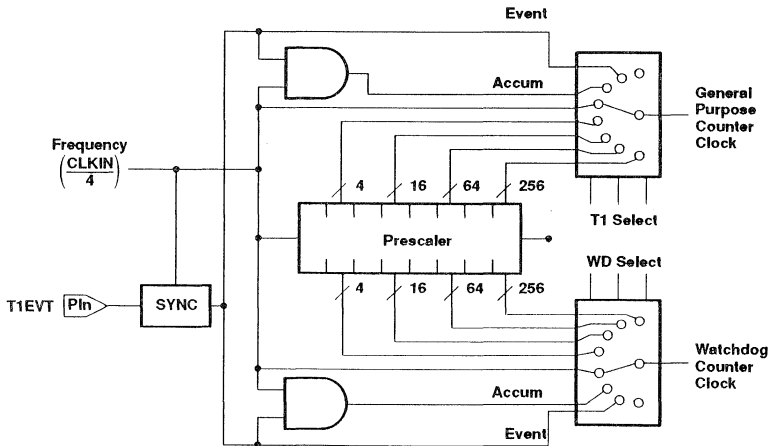 Event
Accum
General
Purpose
Counter
Clock
Frequency
(CLKIN
4)
4
16
64
256
T1 Select
Prescaler
WD Select
T1EVT
Pin
SYNC
4
16
64
256
Watchdog
Counter
Clock
Accum
Event